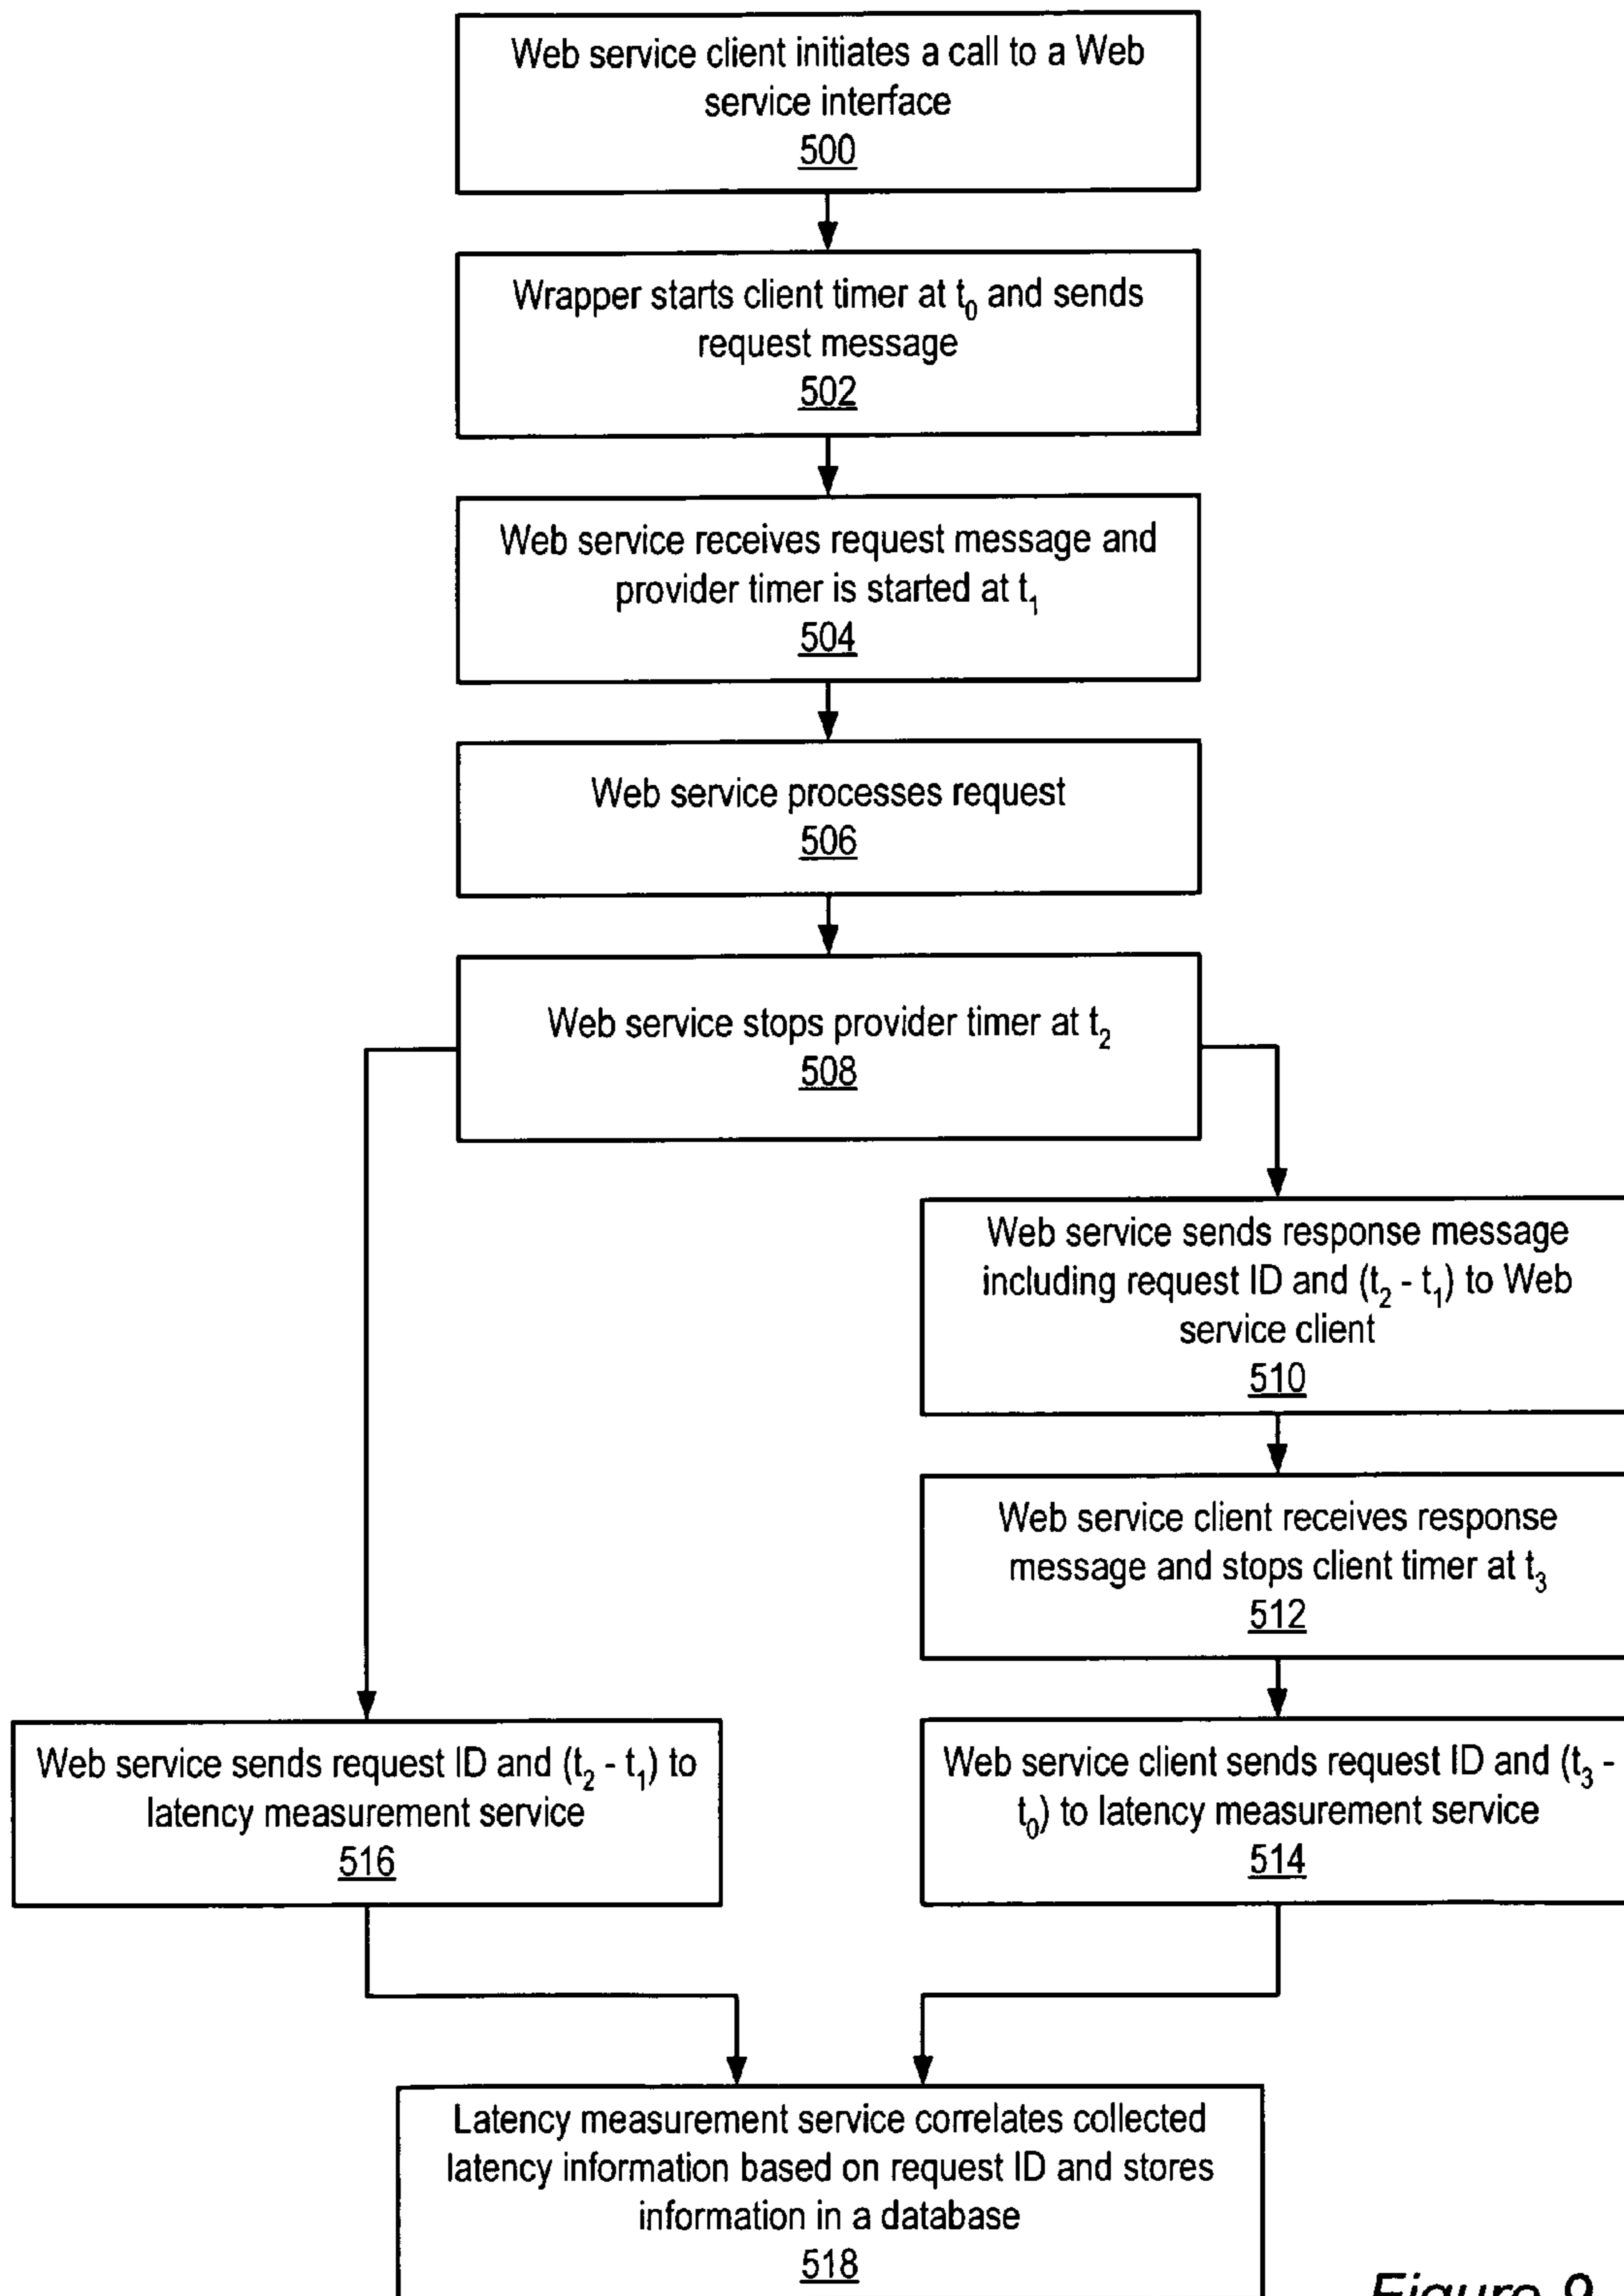 Web service client initiates a call to a Web
service interface
500
Wrapper starts client timer at t0 and sends
request message
502
Web service receives request message and
provider timer is started at t1
504
Web service processes request
506
Web service stops provider timer at t2
508
Web service sends response message
including request ID and (t2 - t1) to Web
service client
510
Web service client receives response
message and stops client timer at t3
512
Web service sends request ID and (t2 - t1) to
latency measurement service
516
Web service client sends request ID and (t3 -
t0) to latency measurement service
514
Latency measurement service correlates collected
latency information based on request ID and stores
information in a database
518
Figure 9